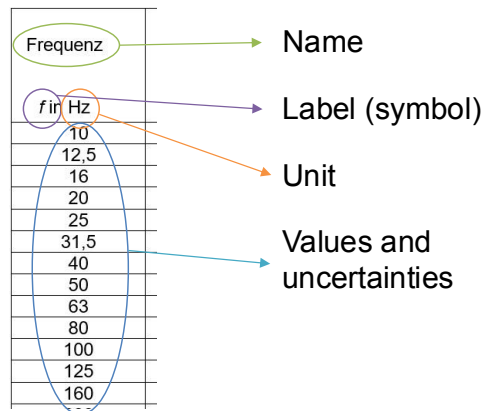 Frequenz
f in Hz
10
12,5
16
20
25
31,5
40
50
63
80
100
125
160
Name
Label (symbol)
Unit
Values and
uncertainties